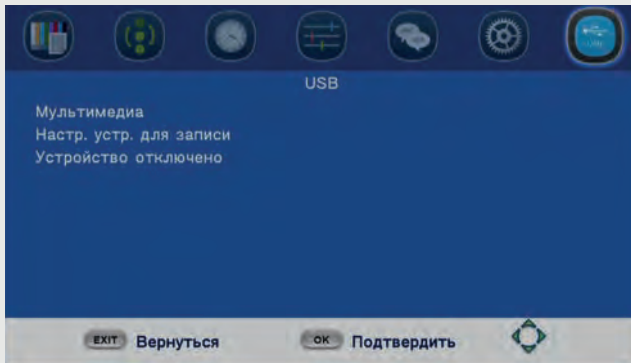 USB
Мультимедиа
Настр. устр. для записи
Устройство отключено
EXIT Вернуться
OK Подтвердить